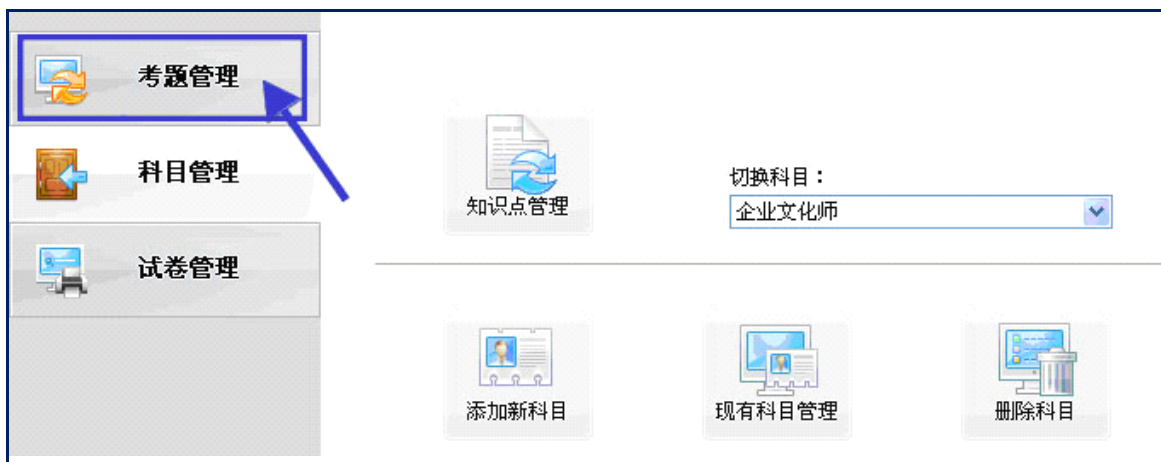 考题管理
科目管理
试卷管理
知识点管理
切换科目：
企业文化师
添加新科目
现有科目管理
删除科目